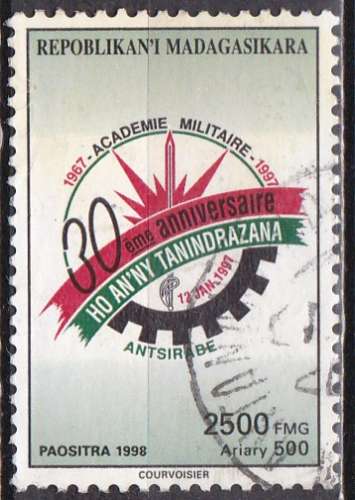 REPOBLIKAN'I MADAGASIKARA
1967 - ACADEMIE MILITAIRE - 1997
30ème anniversaire
HO AN'NY TANINDRAZANA
12 JAN. 1997
ANTSIRABE
2500 FMG
Ariary 500
PAOSITRA 1998
COURVOISIER